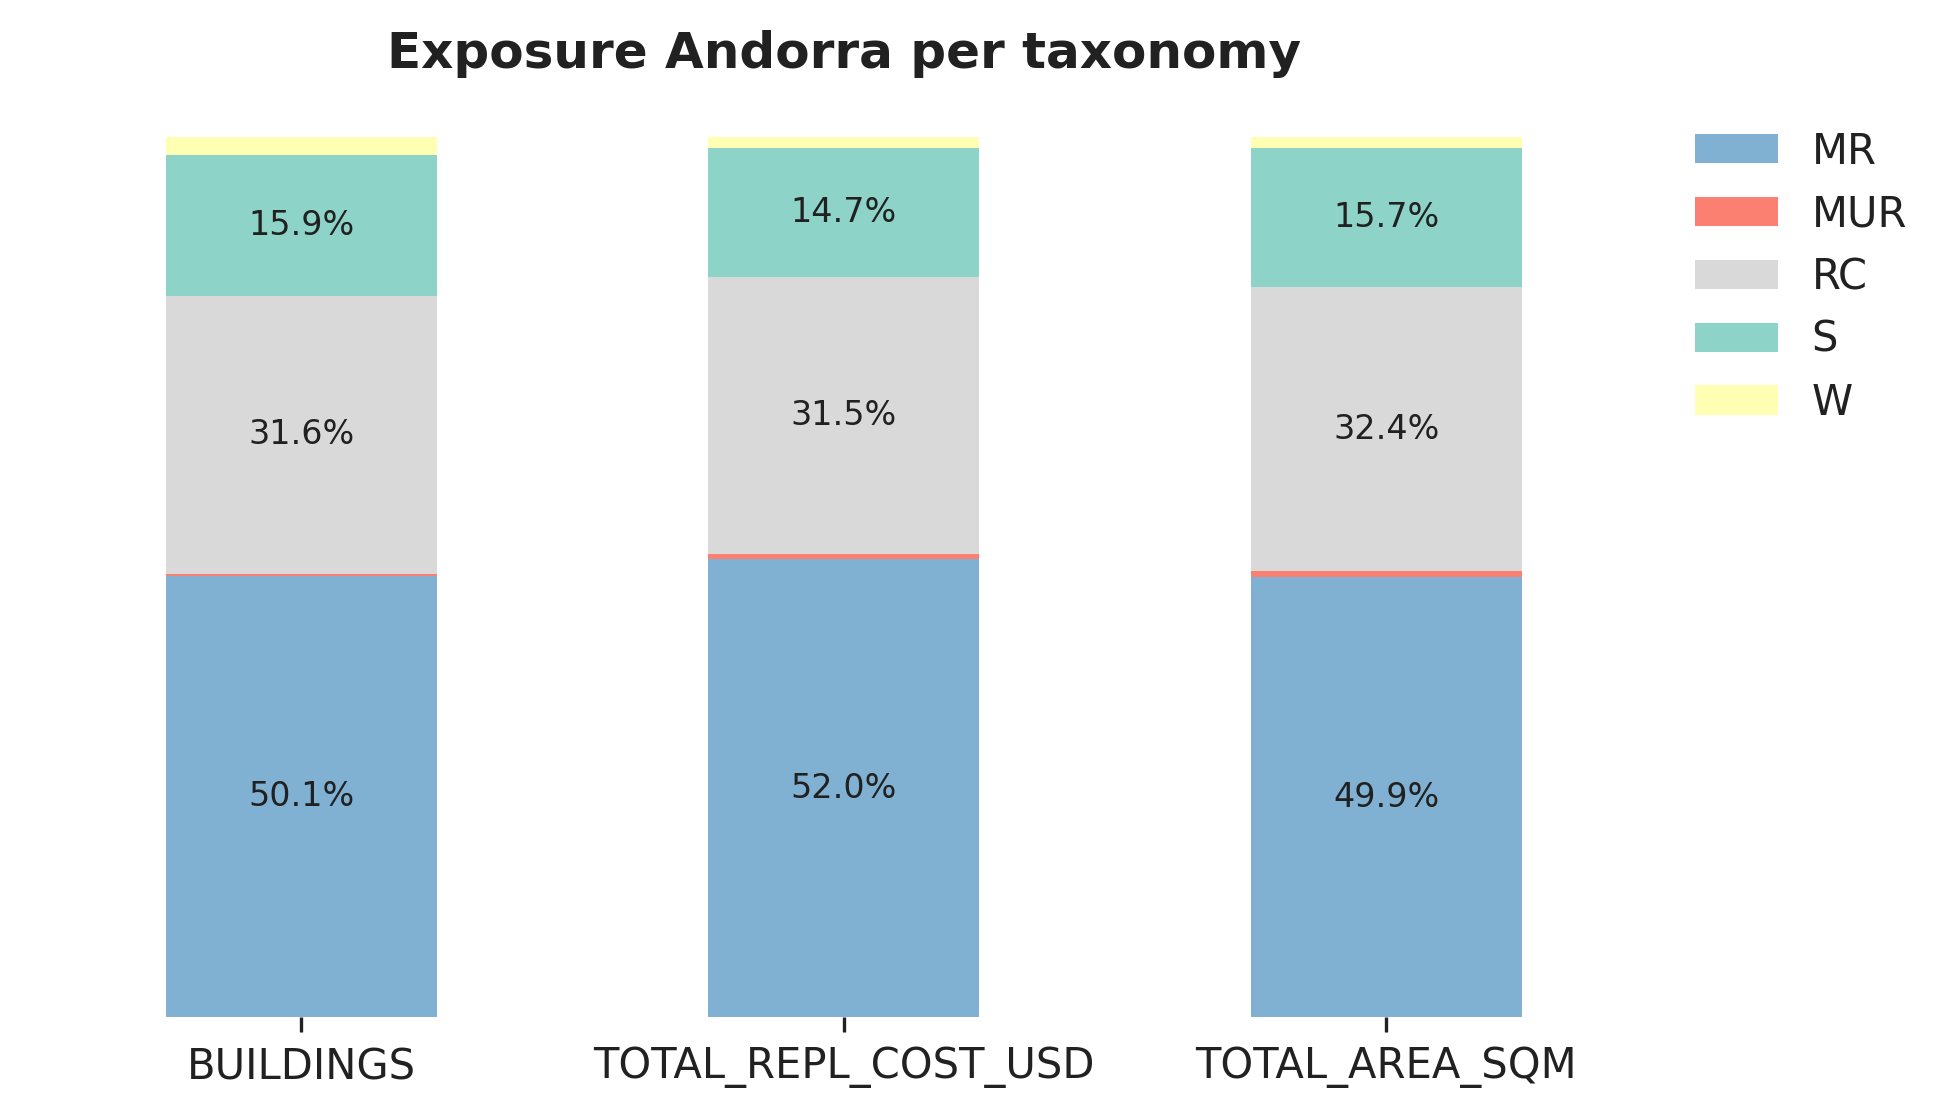 Exposure Andorra per taxonomy
15.9%
31.6%
50.1%
14.7%
31.5%
52.0%
15.7%
32.4%
49.9%
BUILDINGS
TOTAL_REPL_COST_USD
TOTAL_AREA_SQM
MR
MUR
RC
S
W